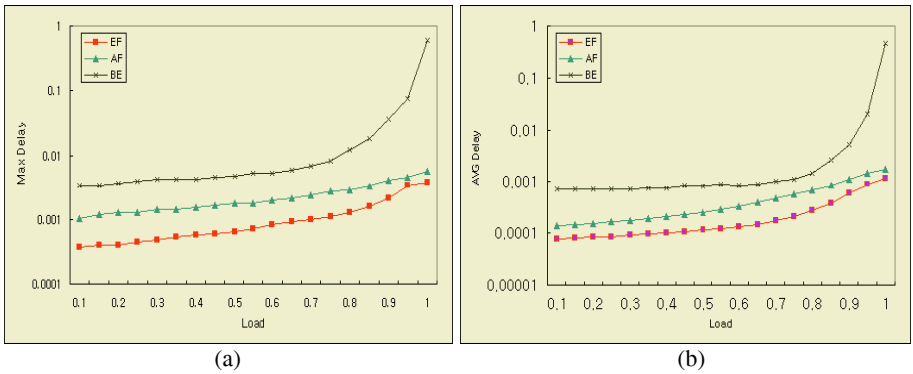 1
EF
AF
BE
0.1
0.01
0.001
0.0001
Max Delay
0.1 0.2 0.3 0.4 0.5 0.6 0.7 0.8 0.9 1
Load
(a)
1
EF
AF
BE
0,1
0,01
0,001
0,0001
0,00001
AVG Delay
0,1 0,2 0,3 0,4 0,5 0,6 0,7 0,8 0,9 1
Load
(b)